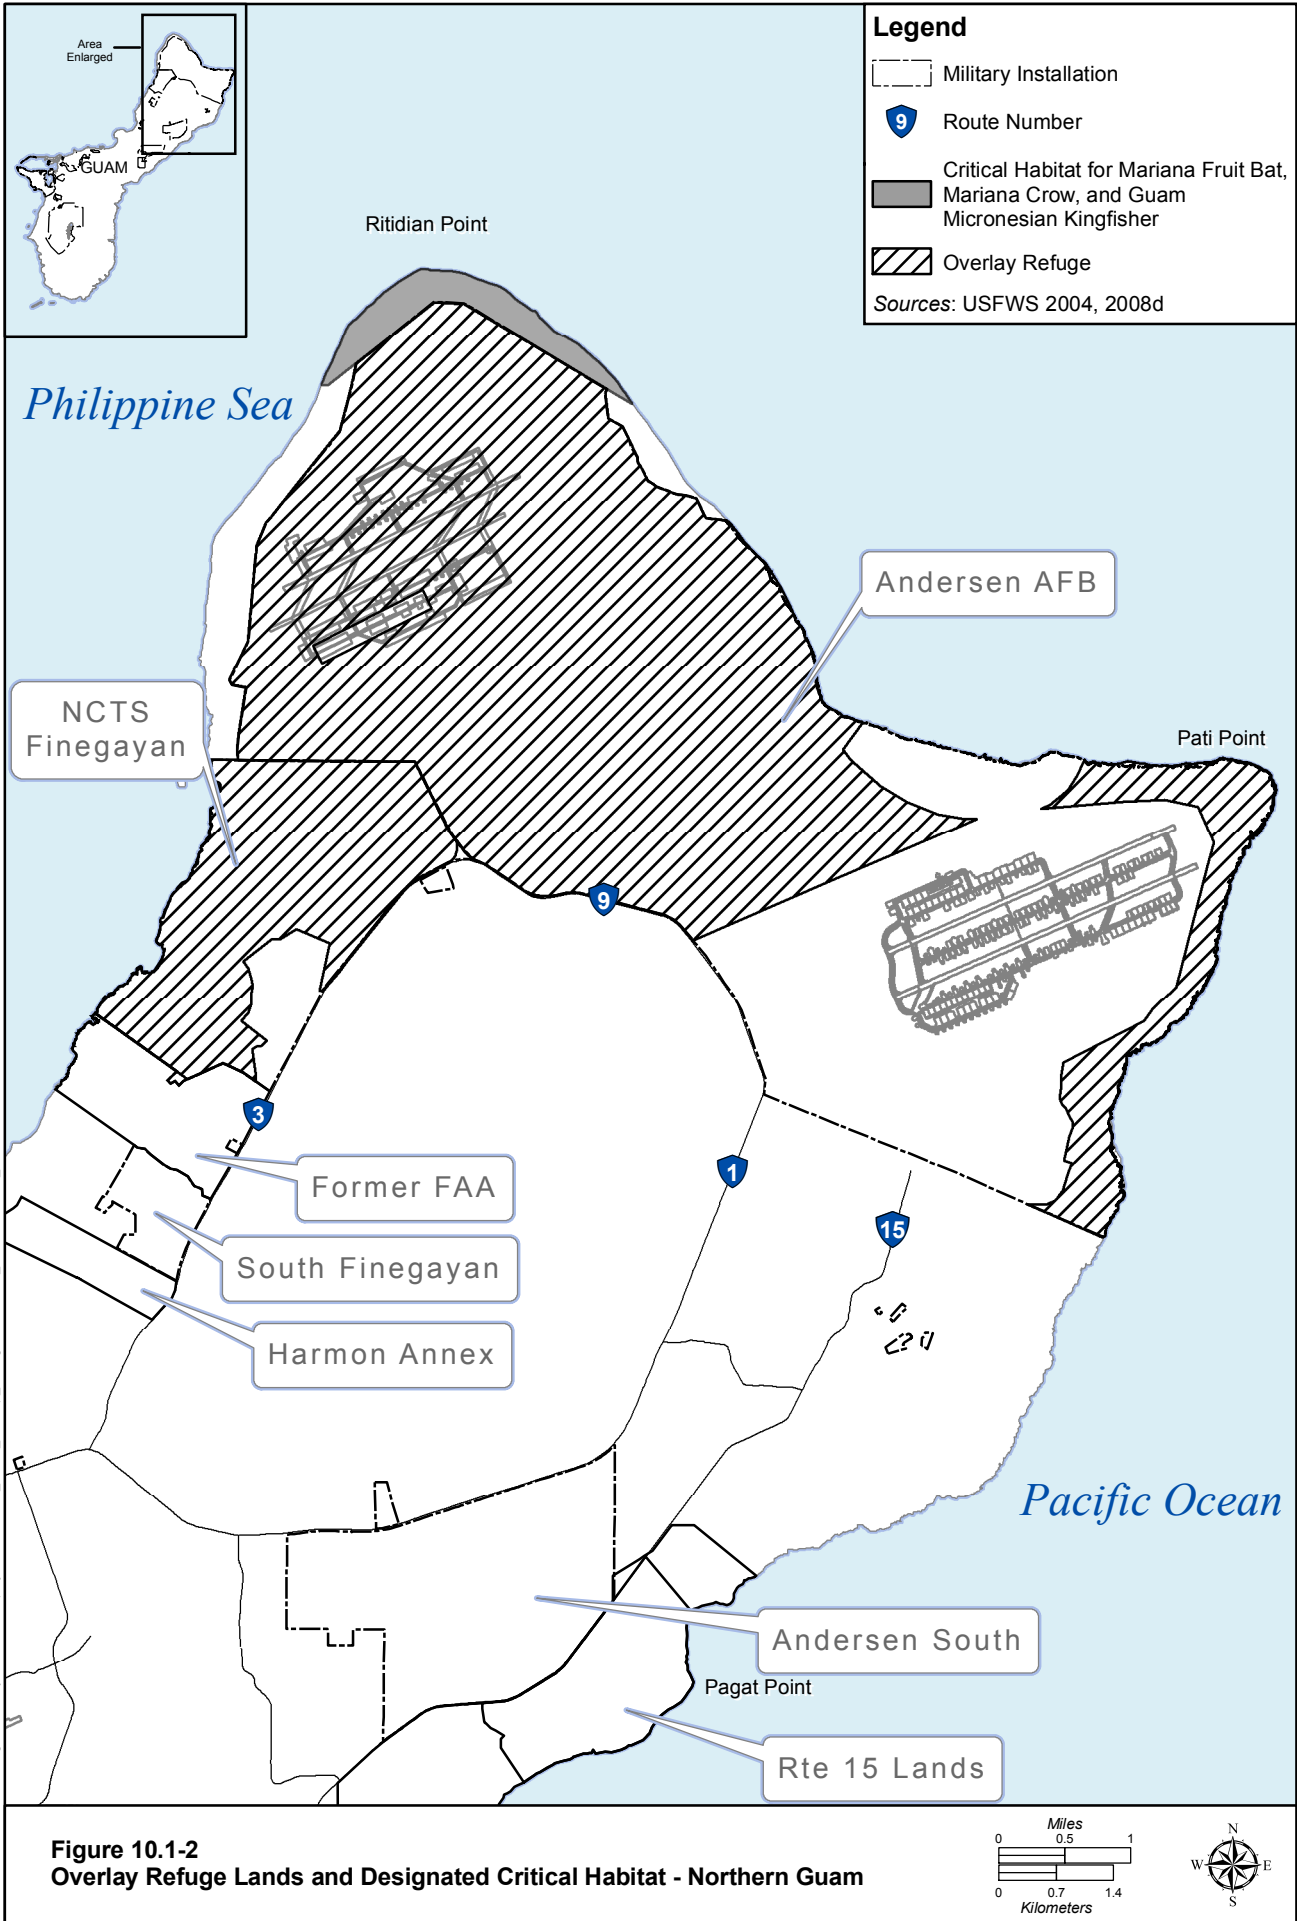 Area
Enlarged
GUAM
Legend
Military Installation
9
Route Number
Critical Habitat for Mariana Fruit Bat,
Mariana Crow, and Guam
Micronesian Kingfisher
Overlay Refuge
Sources: USFWS 2004, 2008d
Ritidian Point
Philippine Sea
Andersen AFB
NCTS
Finegayan
Pati Point
9
3
1
15
Former FAA
South Finegayan
Harmon Annex
Pacific Ocean
Andersen South
Pagat Point
Rte 15 Lands
Figure 10.1-2
Overlay Refuge Lands and Designated Critical Habitat - Northern Guam
Miles
0 0.5 1
0 0.7 1.4
Kilometers
N
W E
S